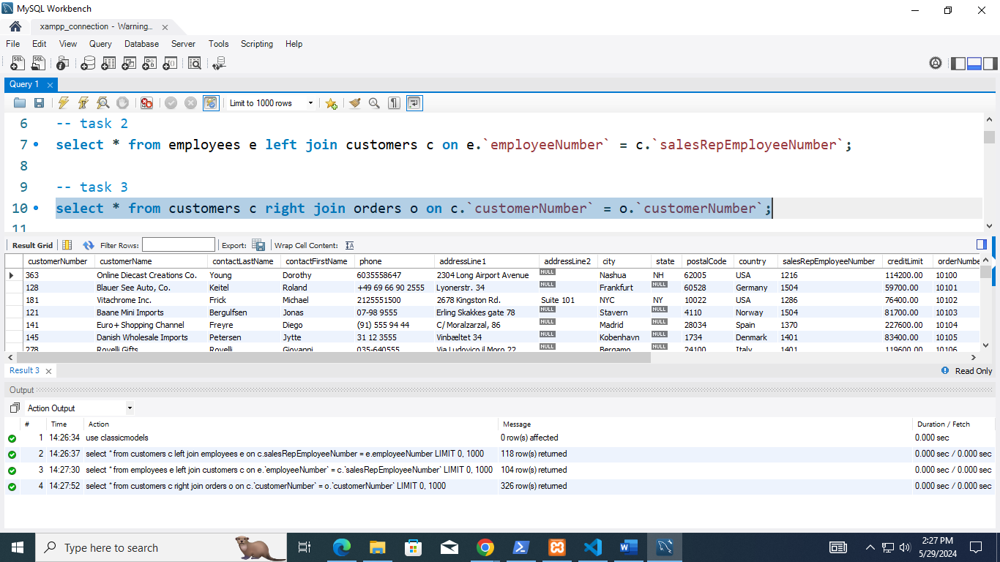 MySQL Workbench
xampp_connection - Warning...
File Edit View Query Database Server Tools Scripting Help
Query 1
Limit to 1000 rows
6 -- task 2
7 select * from employees e left join customers c on e.`employeeNumber` = c.`salesRepEmployeeNumber`;
8
9 -- task 3
10 select * from customers c right join orders o on c.`customerNumber` = o.`customerNumber`;
11
Result Grid Filter Rows: Export: Wrap Cell Content:
customerNumber customerName contactLastName contactFirstName phone addressLine1 addressLine2 city state postalCode country salesRepEmployeeNumber creditLimit orderNumbe
363 Online Diecast Creations Co. Young Dorothy 6035558647 2304 Long Airport Avenue NULL Nashua NH 62005 USA 1216 114200.00 10100
128 Blauer See Auto, Co. Keitel Roland +49 69 66 90 2555 Lyonerstr. 34 NULL Frankfurt NULL 60528 Germany 1504 59700.00 10101
181 Vitachrome Inc. Frick Michael 2125551500 2678 Kingston Rd. Suite 101 NYC NY 10022 USA 1286 76400.00 10102
121 Baane Mini Imports Bergulfsen Jonas 07-98 9555 Erling Skakkes gate 78 NULL Stavern NULL 4110 Norway 1504 81700.00 10103
141 Euro+ Shopping Channel Freyre Diego (91) 555 94 44 C/ Moralzarzal, 86 NULL Madrid NULL 28034 Spain 1370 227600.00 10104
145 Danish Wholesale Imports Petersen Jytte 31 12 3555 Vinbæltet 34 NULL Kobenhavn NULL 1734 Denmark 1401 83400.00 10105
278 Rovelli Gifts Rovelli Giovanni 035-640555 Via Ludovico il Moro 22 NULL Bergamo NULL 24100 Italy 1401 119600.00 10106
Result 3 Read Only
Output
Action Output
# Time Action Message Duration / Fetch
1 14:26:34 use classicmodels 0 row(s) affected 0.000 sec
2 14:26:37 select * from customers c left join employees e on c.salesRepEmployeeNumber = e.employeeNumber LIMIT 0, 1000 118 row(s) returned 0.000 sec / 0.000 sec
3 14:27:30 select * from employees e left join customers c on e.`employeeNumber` = c.`salesRepEmployeeNumber` LIMIT 0, 1000 104 row(s) returned 0.000 sec / 0.000 sec
4 14:27:52 select * from customers c right join orders o on c.`customerNumber` = o.`customerNumber` LIMIT 0, 1000 326 row(s) returned 0.000 sec / 0.000 sec
Type here to search
2:27 PM
5/29/2024